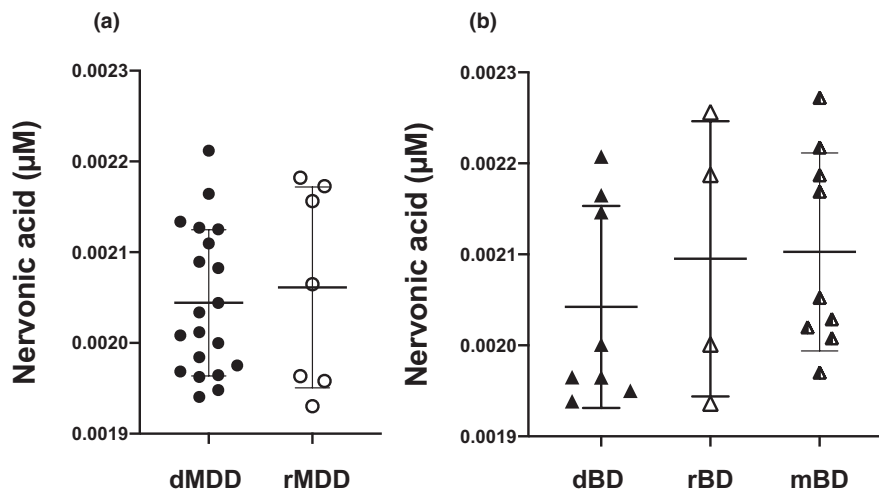 (a)
Nervonic acid (µM)
0.0023
0.0022
0.0021
0.0020
0.0019
dMDD rMDD
(b)
Nervonic acid (µM)
0.0023
0.0022
0.0021
0.0020
0.0019
dBD rBD mBD